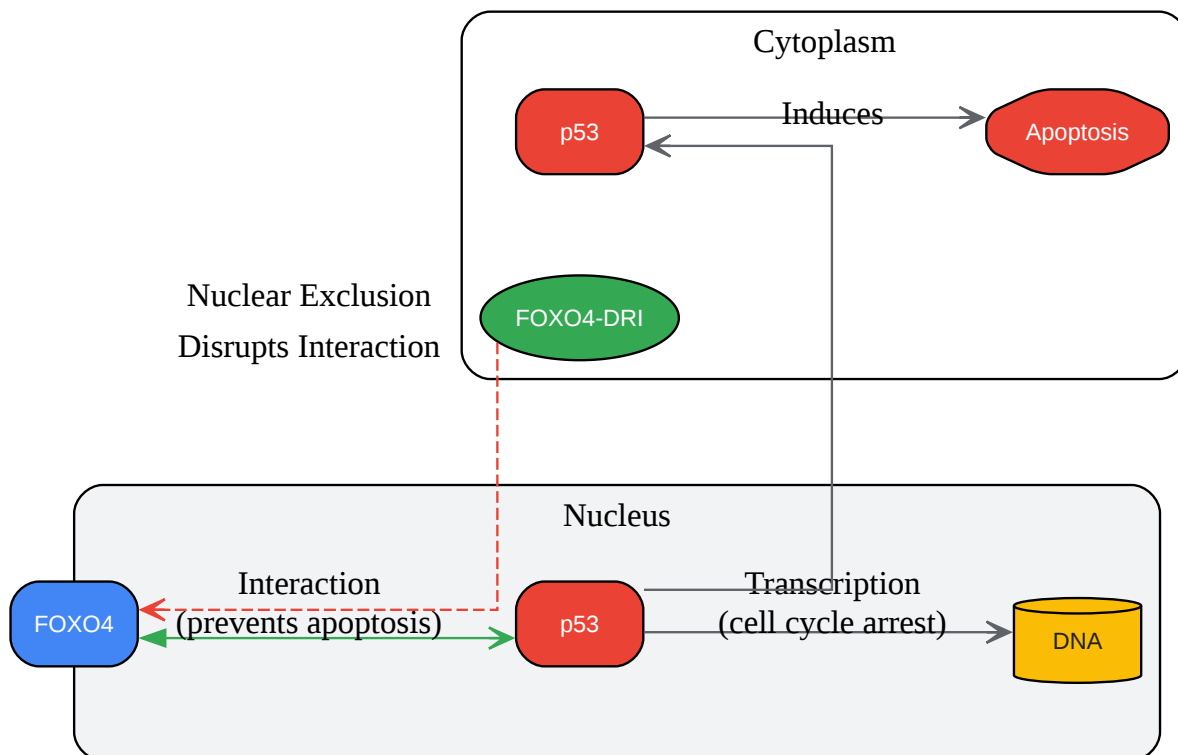 Cytoplasm
p53
Induces
Apoptosis
Nuclear Exclusion
FOXO4-DRI
Disrupts Interaction
Nucleus
FOXO4
Interaction
(prevents apoptosis)
p53
Transcription
(cell cycle arrest)
DNA